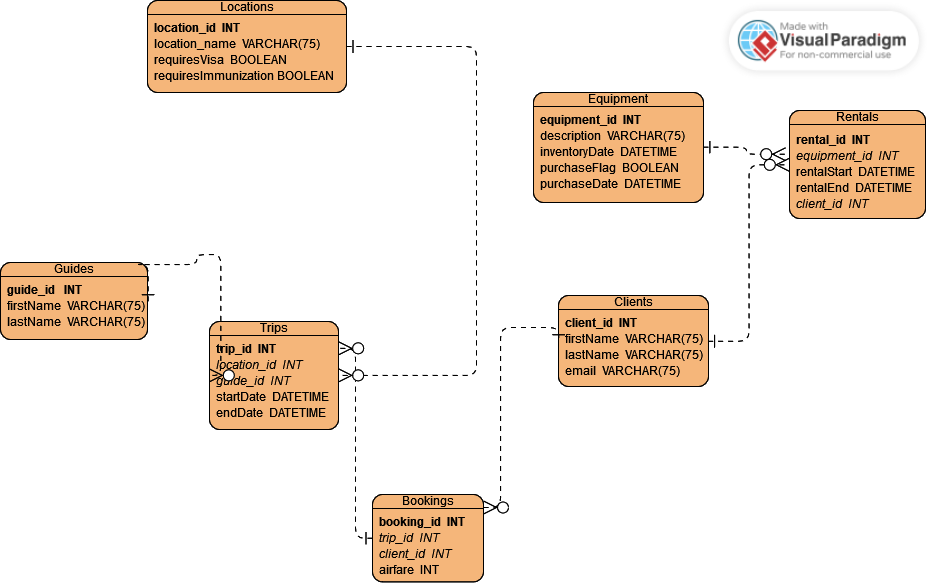 Locations
location_id INT
location_name VARCHAR(75)
requiresVisa BOOLEAN
requiresImmunization BOOLEAN
Made with
Visual Paradigm
For non-commercial use
Equipment
equipment_id INT
description VARCHAR(75)
inventoryDate DATETIME
purchaseFlag BOOLEAN
purchaseDate DATETIME
Rentals
rental_id INT
equipment_id INT
rentalStart DATETIME
rentalEnd DATETIME
client_id INT
Guides
guide_id INT
firstName VARCHAR(75)
lastName VARCHAR(75)
Trips
trip_id INT
location_id INT
guide_id INT
startDate DATETIME
endDate DATETIME
Clients
client_id INT
firstName VARCHAR(75)
lastName VARCHAR(75)
email VARCHAR(75)
Bookings
booking_id INT
trip_id INT
client_id INT
airfare INT